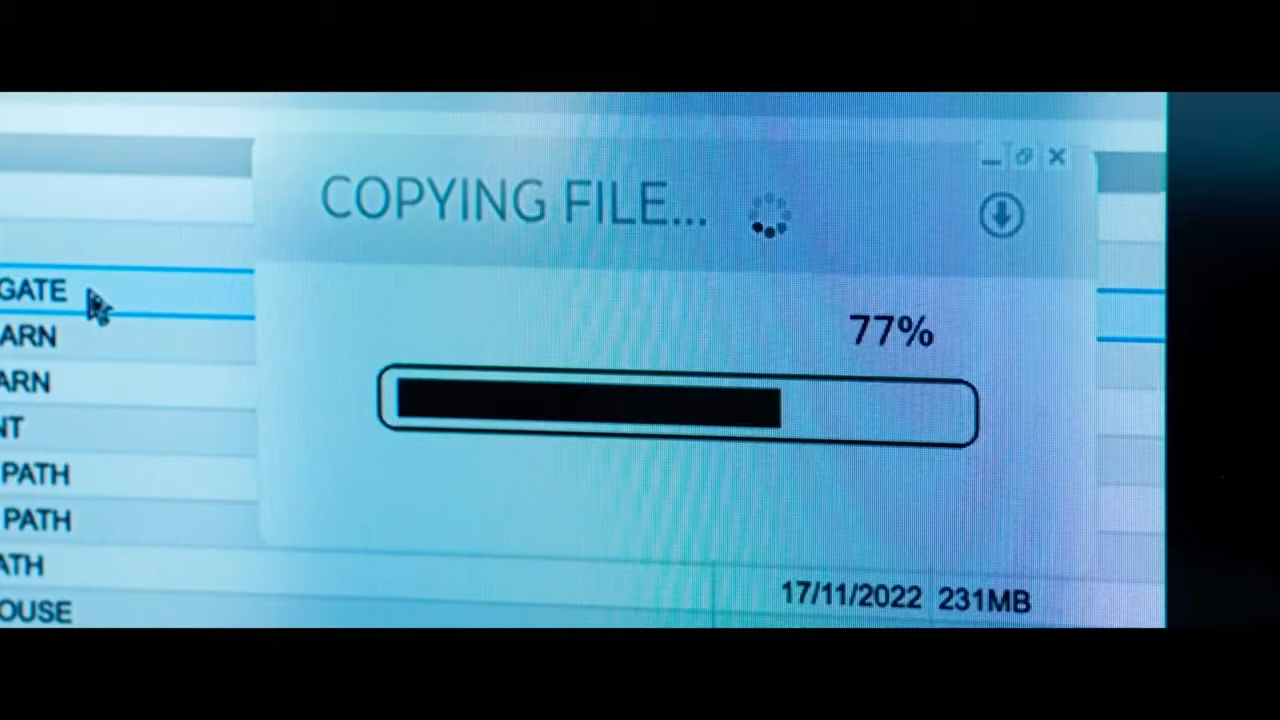 COPYING FILE...
77%
GATE
ARN
ARN
NT
PATH
PATH
ATH
OUSE
17/11/2022 231MB